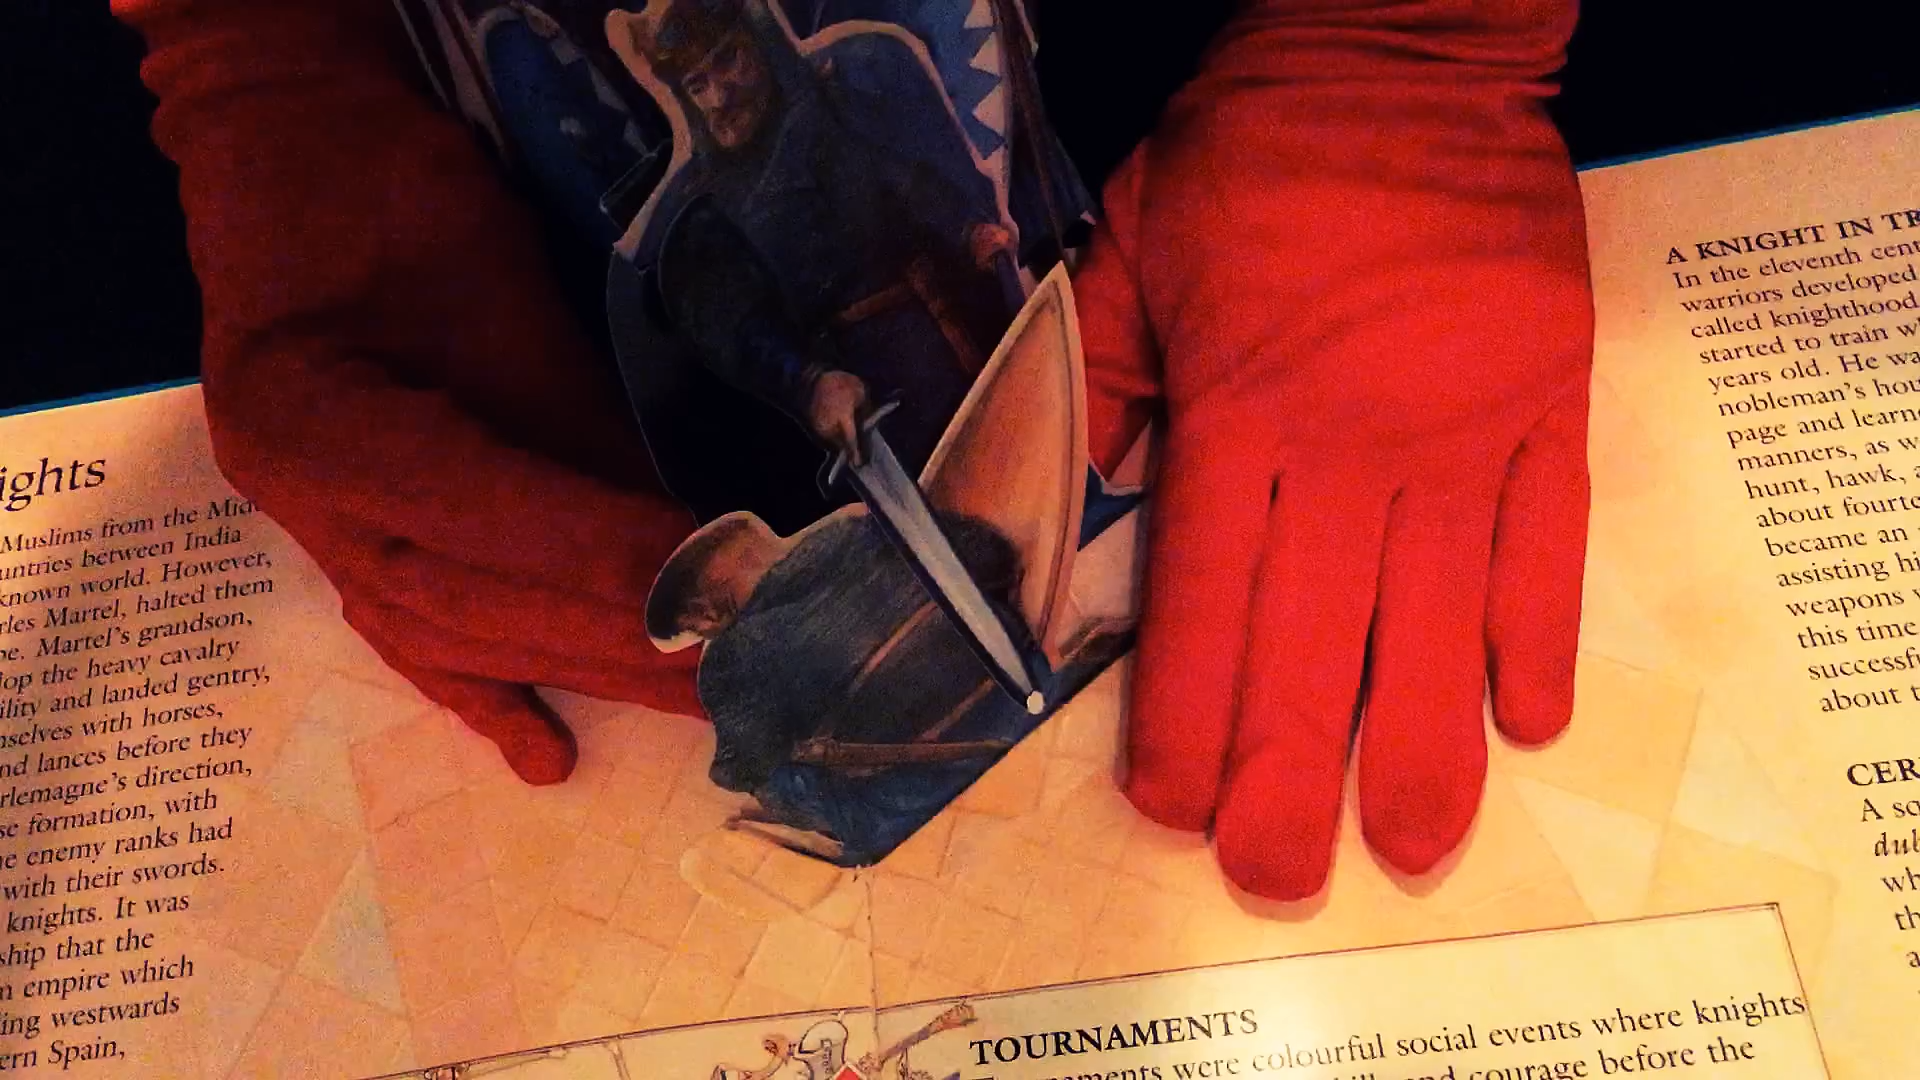 ights
Muslims from the Mid
untries between India
known world. However,
rles Martel, halted them
pe. Martel's grandson,
lop the heavy cavalry
ility and landed gentry,
mselves with horses,
nd lances before they
rlemagne's direction,
se formation, with
e enemy ranks had
with their swords.
knights. It was
ship that the
n empire which
ing westwards
ern Spain,
A KNIGHT IN TR
In the eleventh cent
warriors developed
called knighthood
started to train w
years old. He wa
nobleman's hou
page and learn
manners, as w
hunt, hawk, a
about fourte
became an
assisting hi
weapons w
this time
successf
about t
CER
A sq
dub
wh
th
a
TOURNAMENTS
Tournaments were colourful social events where knights
and courage before the